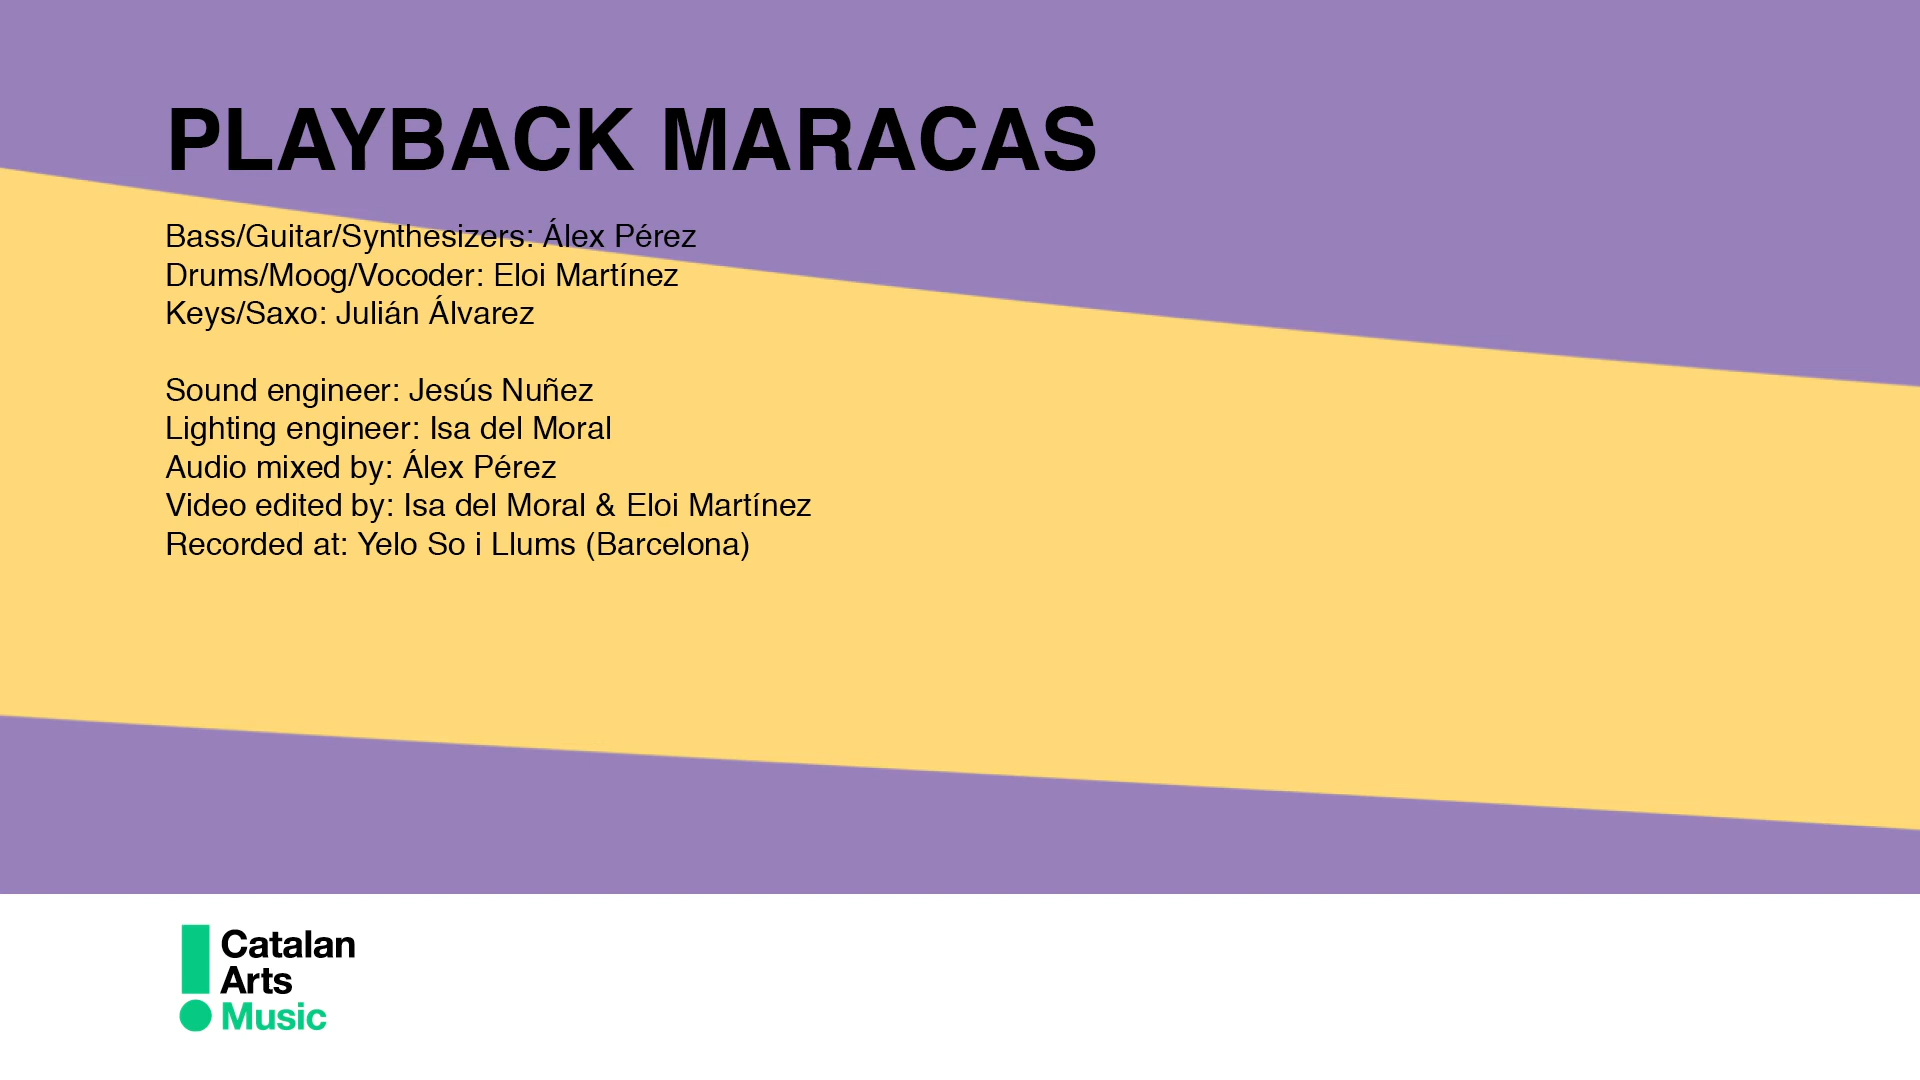 PLAYBACK MARACAS
Bass/Guitar/Synthesizers: Álex Pérez
Drums/Moog/Vocoder: Eloi Martínez
Keys/Saxo: Julián Álvarez
Sound engineer: Jesús Nuñez
Lighting engineer: Isa del Moral
Audio mixed by: Álex Pérez
Video edited by: Isa del Moral & Eloi Martínez
Recorded at: Yelo So i Llums (Barcelona)
Catalan
Arts
Music